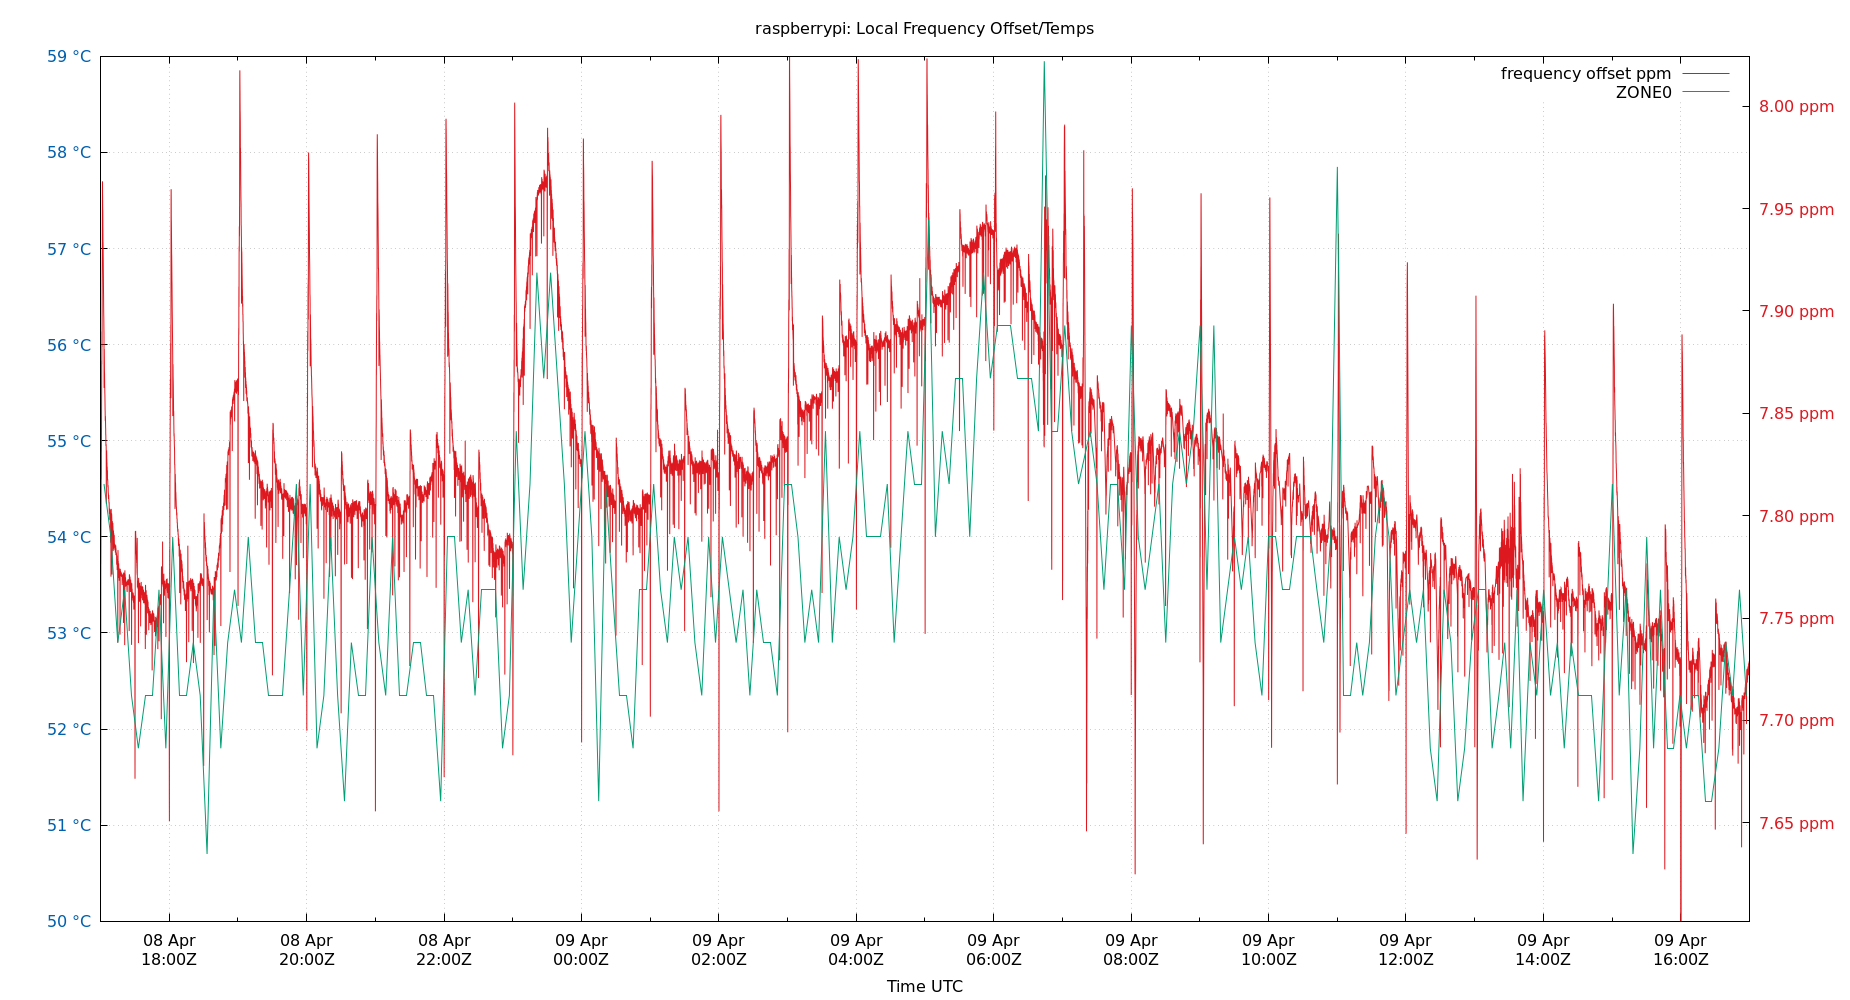 raspberrypi: Local Frequency Offset/Temps
frequency offset ppm
ZONE0
59 °C
58 °C
57 °C
56 °C
55 °C
54 °C
53 °C
52 °C
51 °C
50 °C
8.00 ppm
7.95 ppm
7.90 ppm
7.85 ppm
7.80 ppm
7.75 ppm
7.70 ppm
7.65 ppm
08 Apr 08 Apr 08 Apr 09 Apr 09 Apr 09 Apr 09 Apr 09 Apr 09 Apr 09 Apr 09 Apr 09 Apr
18:00Z 20:00Z 22:00Z 00:00Z 02:00Z 04:00Z 06:00Z 08:00Z 10:00Z 12:00Z 14:00Z 16:00Z
Time UTC